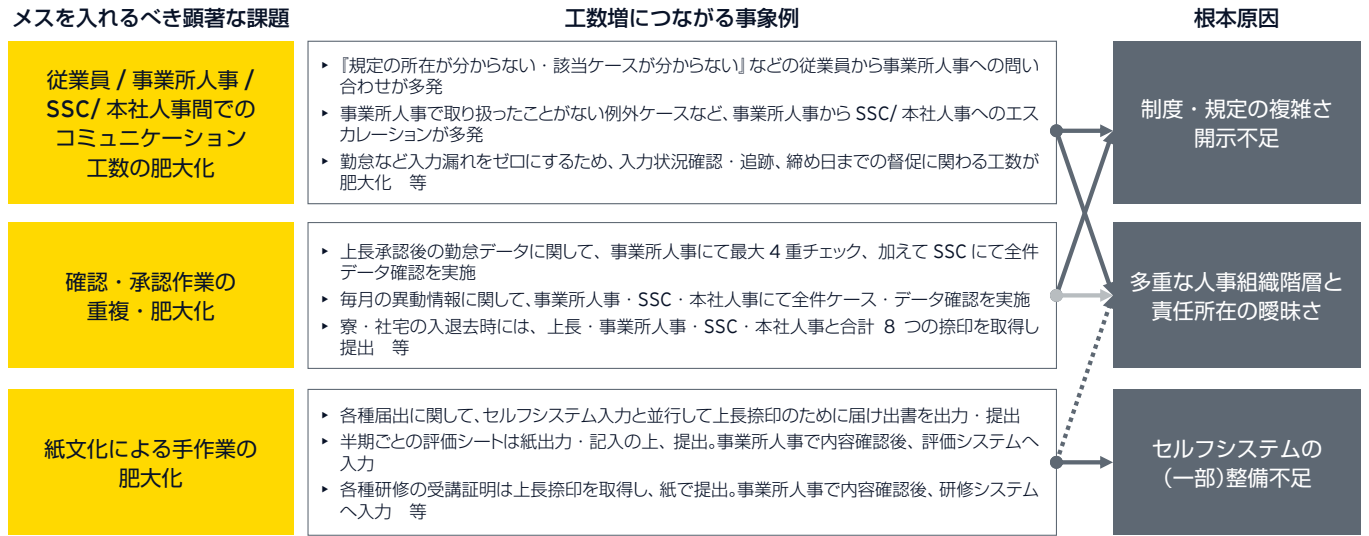 メスを入れるべき顕著な課題
工数増につながる事象例
根本原因
従業員 / 事業所人事 /
SSC/ 本社人事間での
コミュニケーション
工数の肥大化
‣ 『規定の所在が分からない・該当ケースが分からない』などの従業員から事業所人事への問い
合わせが多発
‣ 事業所人事で取り扱ったことがない例外ケースなど、事業所人事から SSC/ 本社人事へのエス
カレーションが多発
‣ 勤怠など入力漏れをゼロにするため、入力状況確認・追跡、締め日までの督促に関わる工数が
肥大化　等
制度・規定の複雑さ
開示不足
確認・承認作業の
重複・肥大化
‣ 上長承認後の勤怠データに関して、事業所人事にて最大 4 重チェック、加えて SSC にて全件
データ確認を実施
‣ 毎月の異動情報に関して、事業所人事・SSC・本社人事にて全件ケース・データ確認を実施
‣ 寮・社宅の入退去時には、上長・事業所人事・SSC・本社人事と合計 8 つの捺印を取得し
提出　等
多重な人事組織階層と
責任所在の曖昧さ
紙文化による手作業の
肥大化
‣ 各種届出に関して、セルフシステム入力と並行して上長捺印のために届け出書を出力・提出
‣ 半期ごとの評価シートは紙出力・記入の上、提出。事業所人事で内容確認後、評価システムへ
入力
‣ 各種研修の受講証明は上長捺印を取得し、紙で提出。事業所人事で内容確認後、研修システム
へ入力　等
セルフシステムの
(一部)整備不足